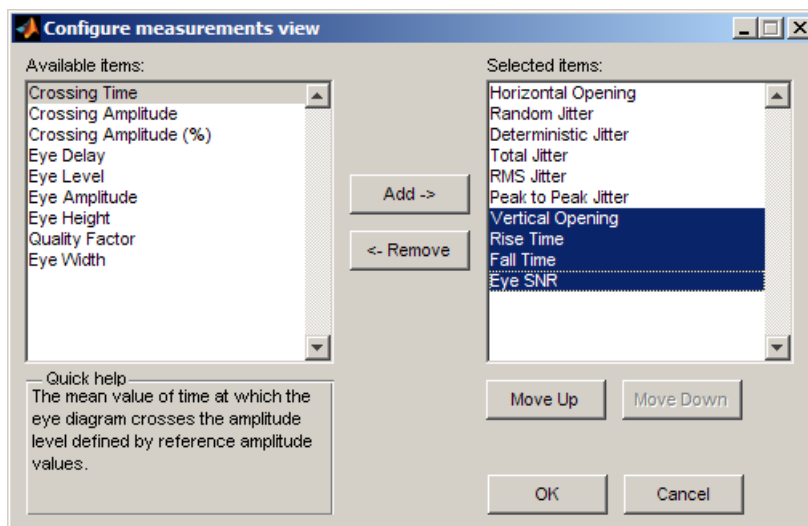 Configure measurements view
Available items:
Crossing Time
Crossing Amplitude
Crossing Amplitude (%)
Eye Delay
Eye Level
Eye Amplitude
Eye Height
Quality Factor
Eye Width
Add ->
<- Remove
Selected items:
Horizontal Opening
Random Jitter
Deterministic Jitter
Total Jitter
RMS Jitter
Peak to Peak Jitter
Vertical Opening
Rise Time
Fall Time
Eye SNR
Quick help
The mean value of time at which the
eye diagram crosses the amplitude
level defined by reference amplitude
values.
Move Up
Move Down
OK
Cancel